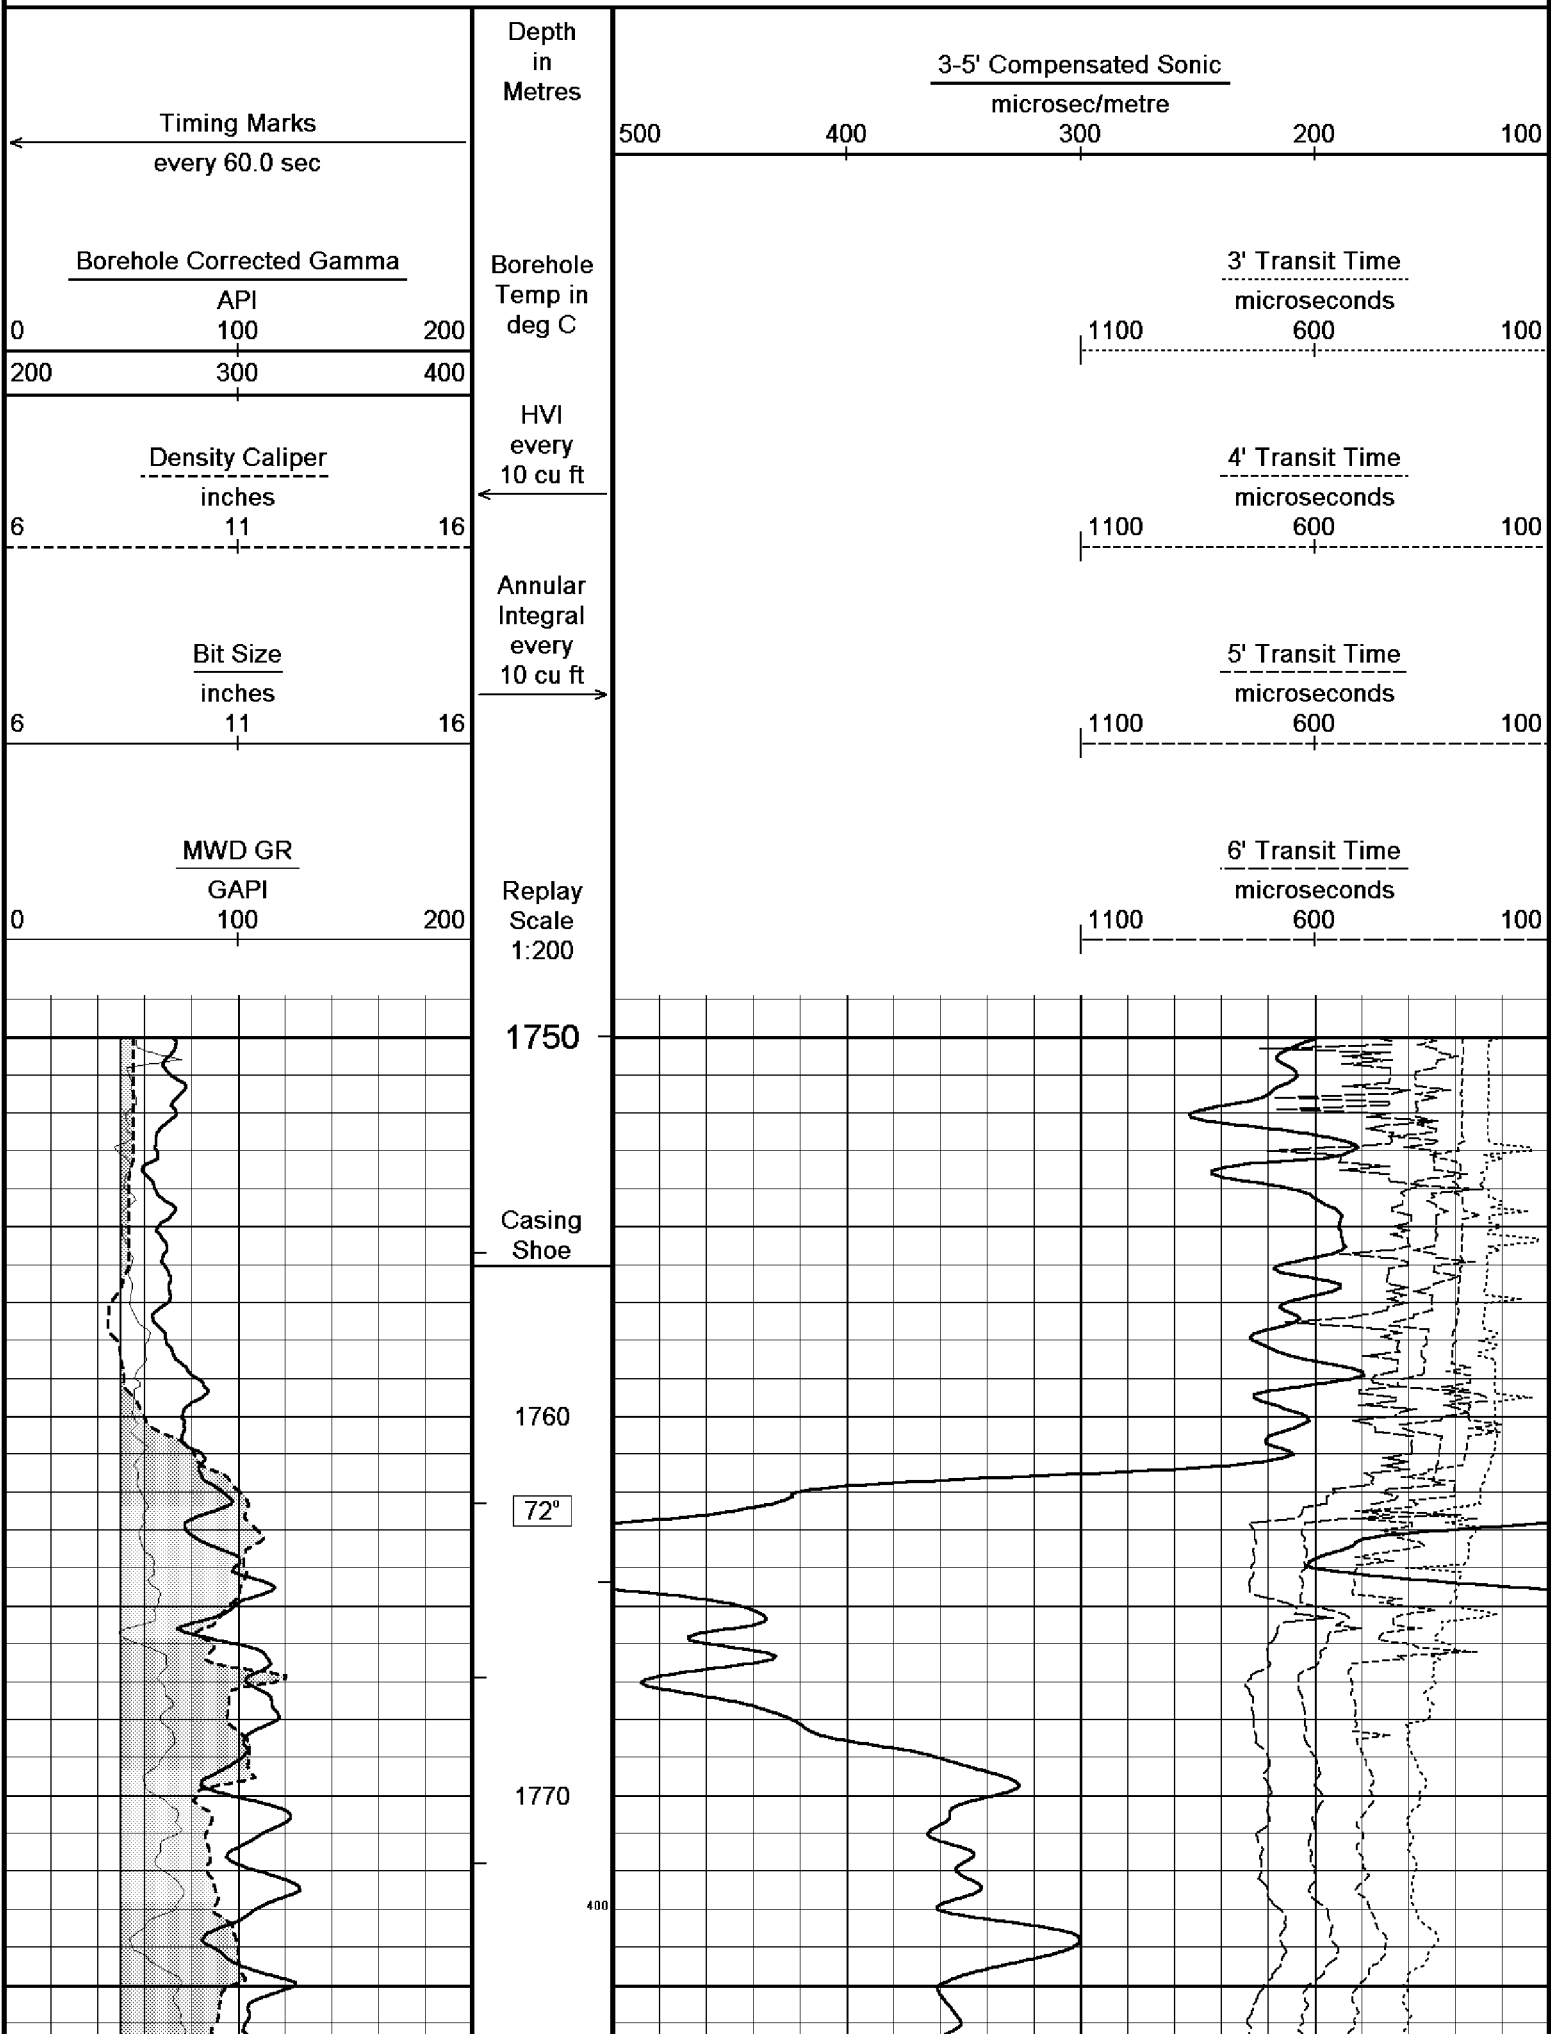 Timing Marks
every 60.0 sec
Borehole Corrected Gamma
API
0 100 200
200 300 400
Density Caliper
inches
6 11 16
Bit Size
inches
6 11 16
MWD GR
GAPI
0 100 200
Depth
in
Metres
Borehole
Temp in
deg C
HVI
every
10 cu ft
Annular
Integral
every
10 cu ft
Replay
Scale
1:200
3-5' Compensated Sonic
microsec/metre
500 400 300 200 100
3' Transit Time
microseconds
1100 600 100
4' Transit Time
microseconds
1100 600 100
5' Transit Time
microseconds
1100 600 100
6' Transit Time
microseconds
1100 600 100
1750
Casing
Shoe
1760
72°
1770
400